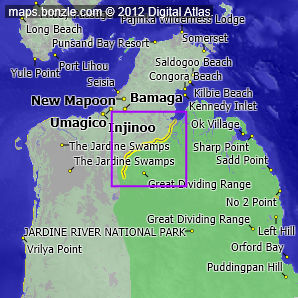 maps.bonzle.com © 2012 Digital Atlas
Pajinka Wilderness Lodge
Long Beach
Somerset
Punsand Bay Resort
Saldogoo Beach
Port Lihou
Yule Point
Congora Beach
Seisia
Kilbie Beach
New Mapoon
Bamaga
Kennedy Inlet
Umagico
Injinoo
Ok Village
The Jardine Swamps
Sharp Point
The Jardine Swamps
Sadd Point
Great Dividing Range
No 2 Point
Great Dividing Range
JARDINE RIVER NATIONAL PARK
Left Hill
Vrilya Point
Orford Bay
Puddingpan Hill